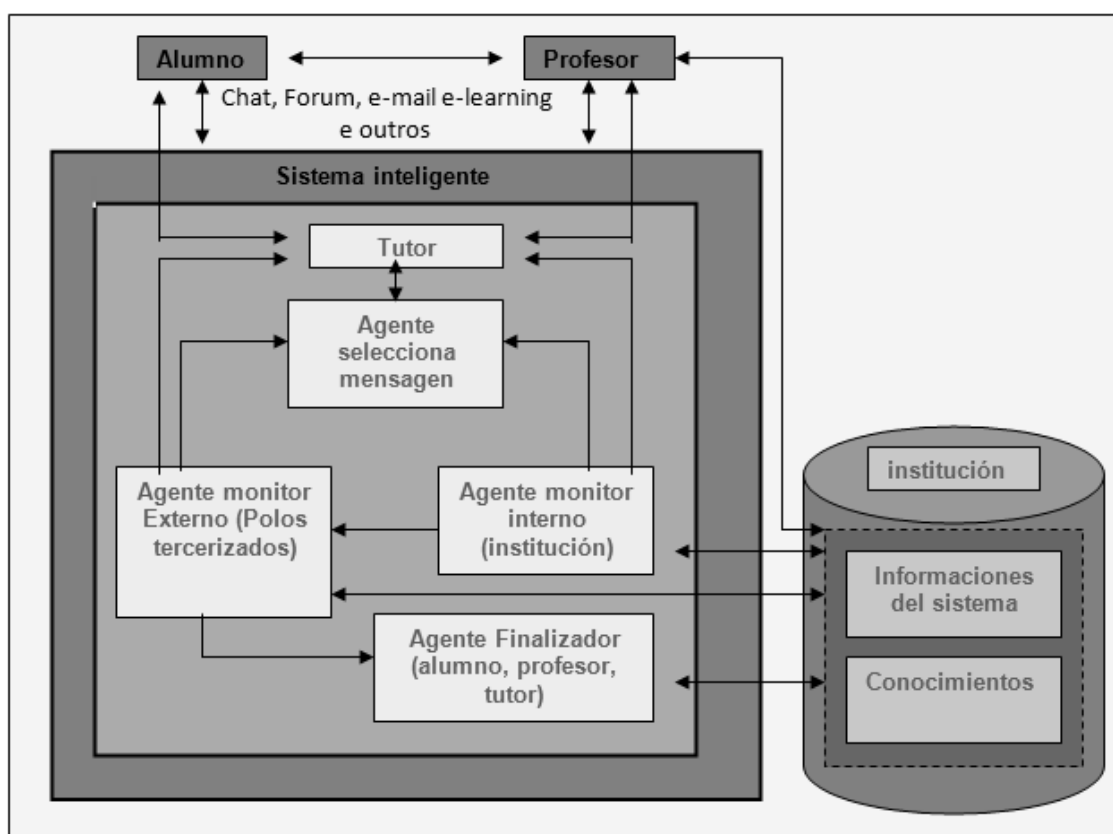 Alumno
Profesor
Chat, Forum, e-mail e-learning
e outros
Sistema inteligente
Tutor
Agente
selecciona
mensagen
Agente monitor
Externo (Polos
tercerizados)
Agente monitor
interno
(institución)
Agente Finalizador
(alumno, profesor,
tutor)
institución
Informaciones
del sistema
Conocimientos